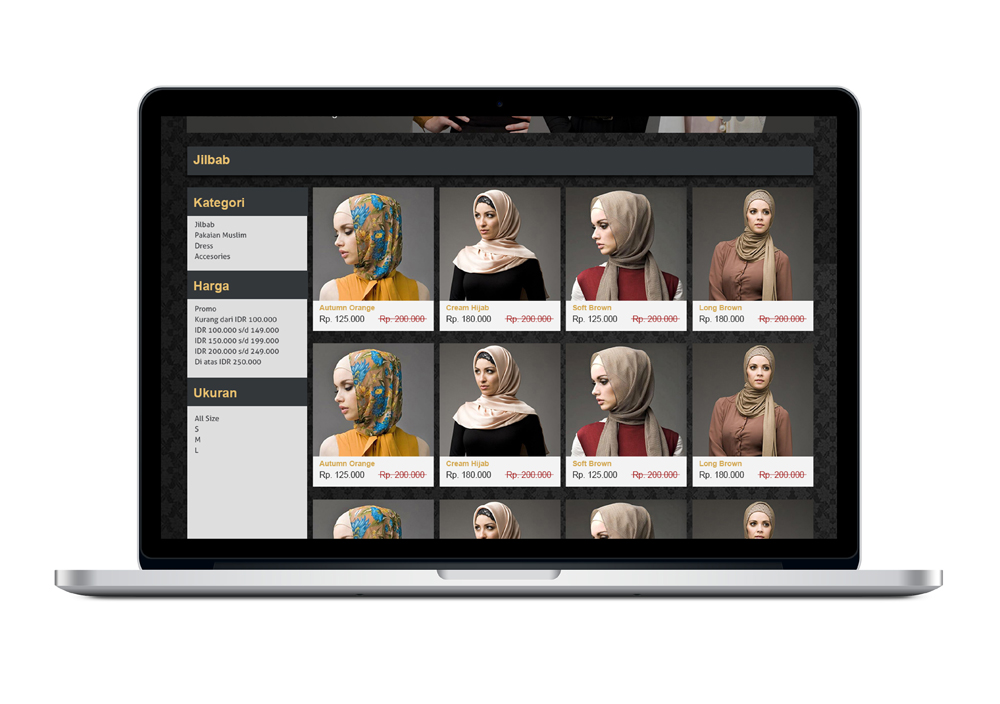 Jilbab
Kategori
Jilbab
Pakaian Muslim
Dress
Accesories
Harga
Promo
Kurang dari IDR 100.000
IDR 100.000 s/d 149.000
IDR 150.000 s/d 199.000
IDR 200.000 s/d 249.000
Di atas IDR 250.000
Ukuran
All Size
S
M
L
Autumn Orange
Rp. 125.000 Rp. 200.000
Cream Hijab
Rp. 180.000 Rp. 200.000
Soft Brown
Rp. 125.000 Rp. 200.000
Long Brown
Rp. 180.000 Rp. 200.000
Autumn Orange
Rp. 125.000 Rp. 200.000
Cream Hijab
Rp. 180.000 Rp. 200.000
Soft Brown
Rp. 125.000 Rp. 200.000
Long Brown
Rp. 180.000 Rp. 200.000